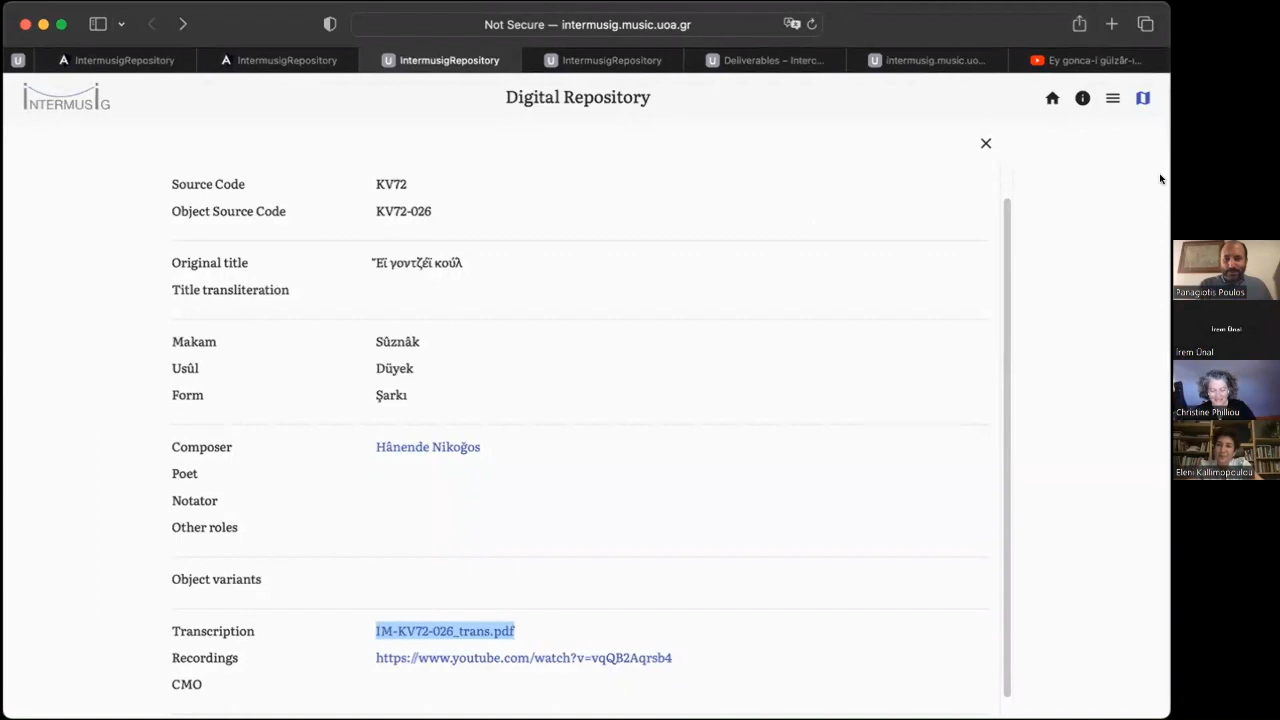 Not Secure — intermusig.music.uoa.gr
U
IntermusigRepository
IntermusigRepository
U IntermusigRepository
U IntermusigRepository
U Deliverables – Interc...
U intermusig.music.uo...
Ey gonca-i gülzâr-ı...
INTERMUSIG
Digital Repository
Source Code KV72
Object Source Code KV72-026
Original title Ἔϊ γοντζέϊ κούλ
Title transliteration
Makam Sûznâk
Usûl Düyek
Form Şarkı
Composer Hânende Nikoğos
Poet
Notator
Other roles
Object variants
Transcription IM-KV72-026_trans.pdf
Recordings https://www.youtube.com/watch?v=vqQB2Aqrsb4
CMO
Panagiotis Poulos
İrem Ünal
İrem Ünal
Christine Philliou
Eleni Kallimopoulou